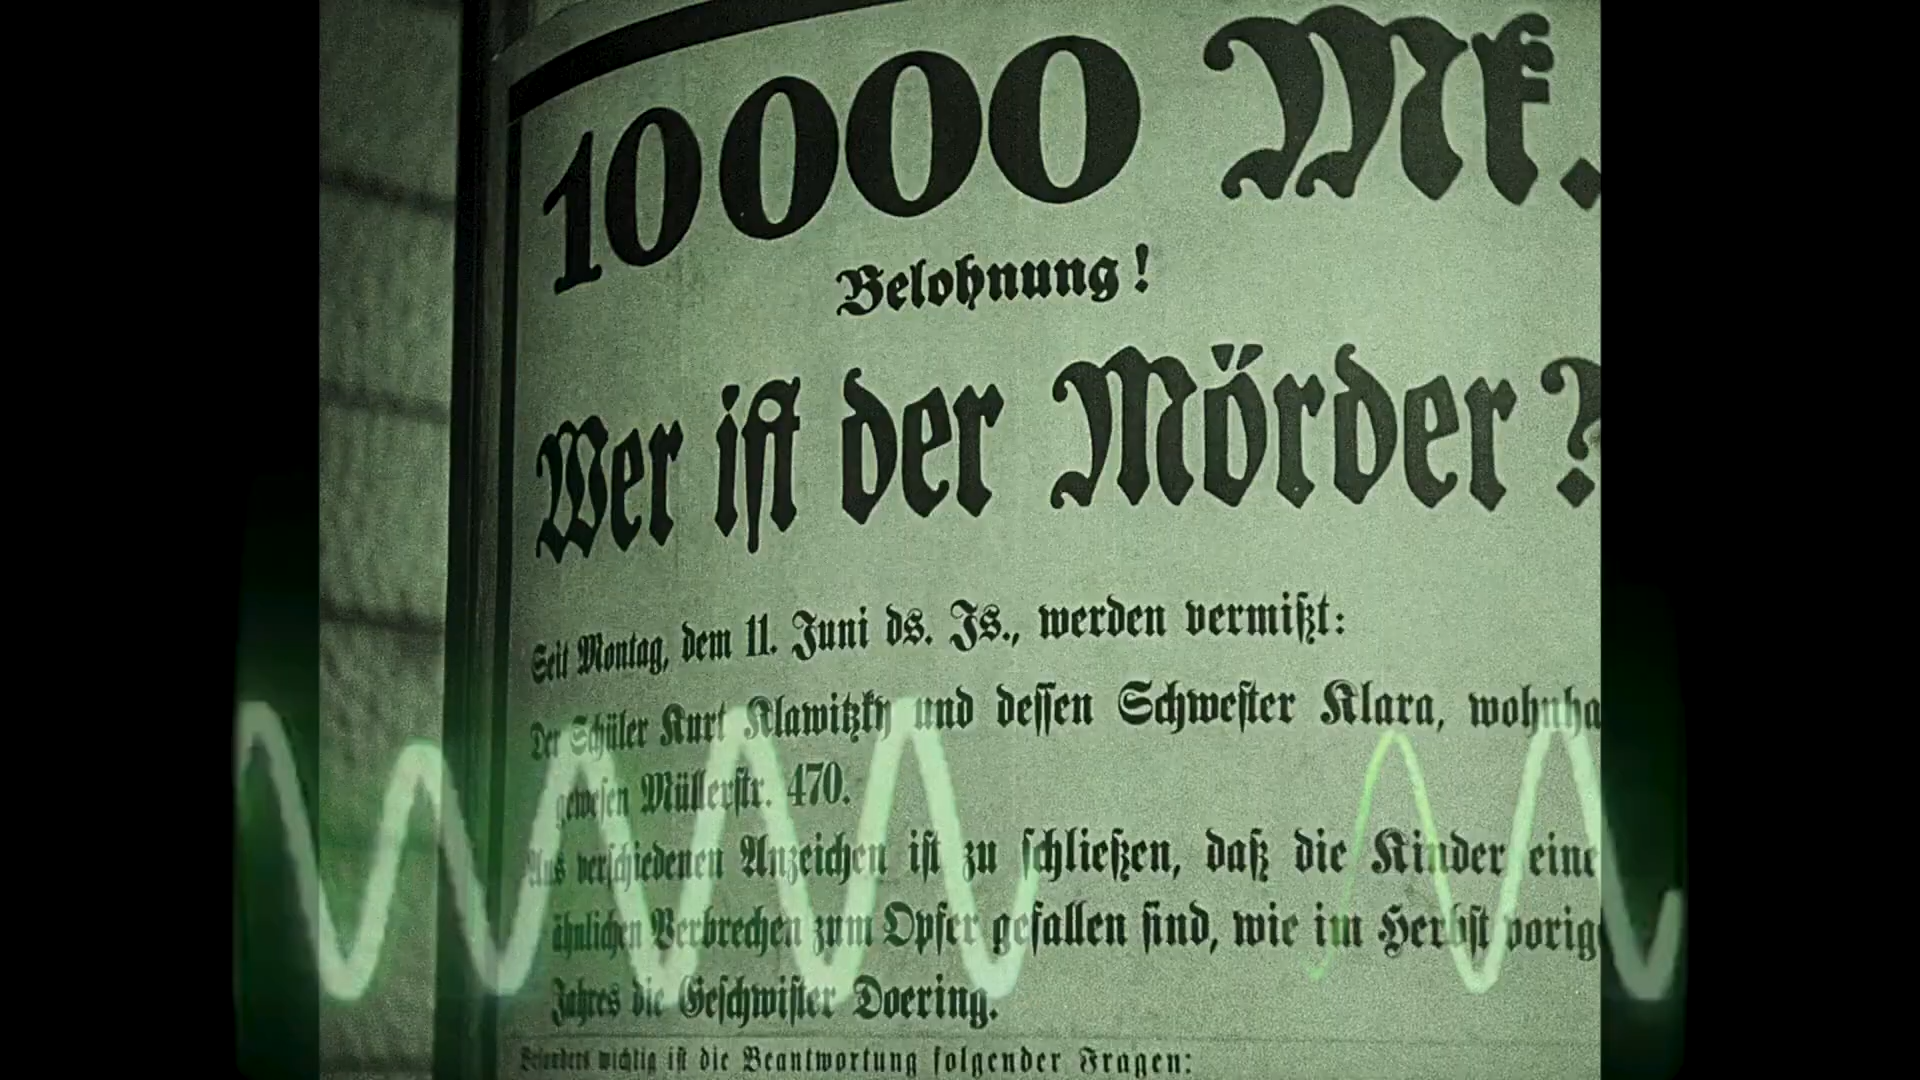 10000 Mk.
Belohnung!
Wer ist der Mörder?
Seit Montag, dem 11. Juni ds. Js., werden vermißt:
Der Schüler Kurt Klawitzky und dessen Schwester Klara, wohnha
gewesen Müllerstr. 470.
Aus verschiedenen Anzeichen ist zu schließen, daß die Kinder eine
ähnlichen Verbrechen zum Opfer gefallen sind, wie im Herbst vorig
Jahres die Geschwister Doering.
Besonders wichtig ist die Beantwortung folgender Fragen: